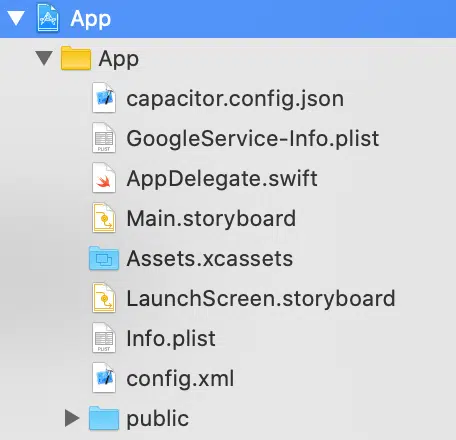 App
App
capacitor.config.json
GoogleService-Info.plist
AppDelegate.swift
Main.storyboard
Assets.xcassets
LaunchScreen.storyboard
Info.plist
config.xml
public